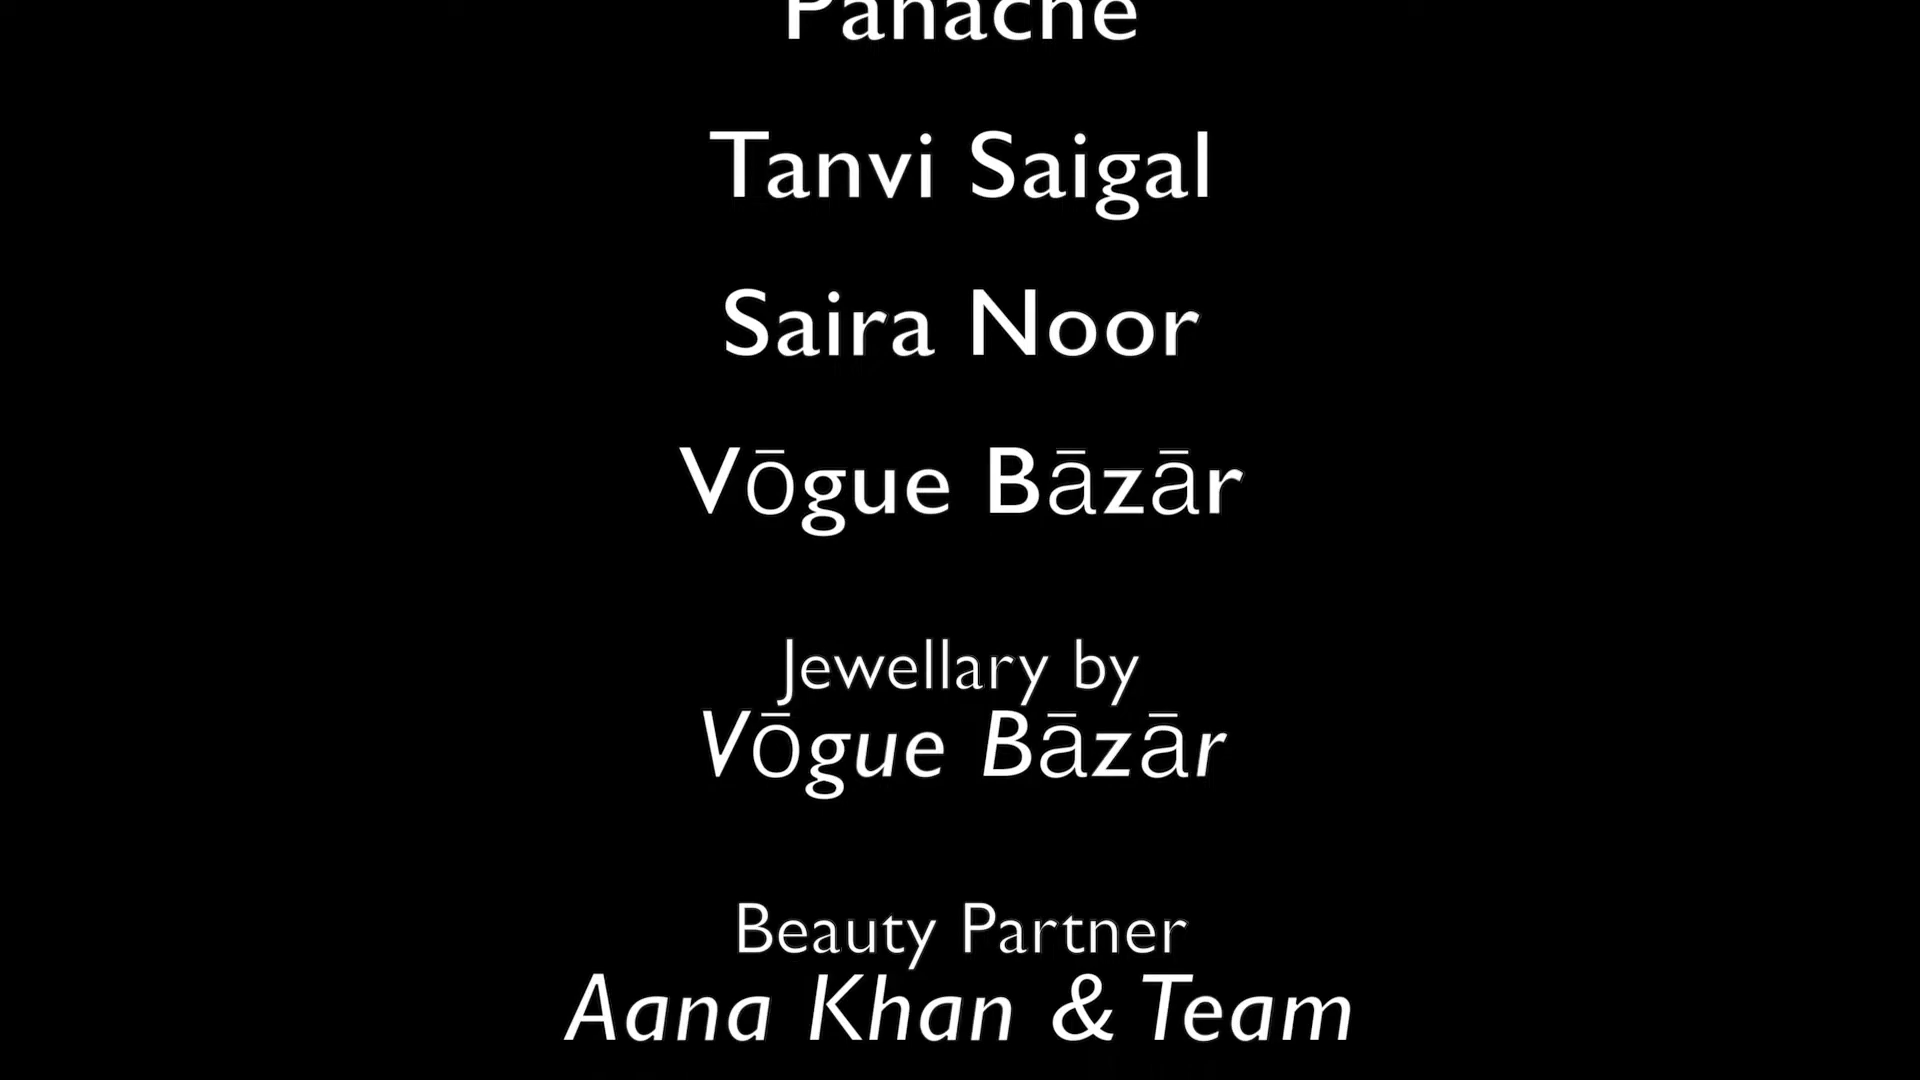 Panache
Tanvi Saigal
Saira Noor
Vōgue Bāzār
Jewellary by
Vōgue Bāzār
Beauty Partner
Aana Khan & Team